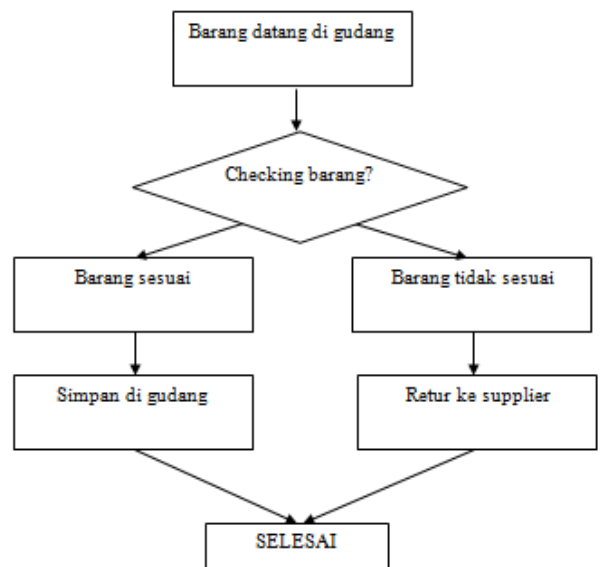 Barang datang di gudang
Checking barang?
Barang sesuai
Barang tidak sesuai
Simpan di gudang
Retur ke supplier
SELESAI